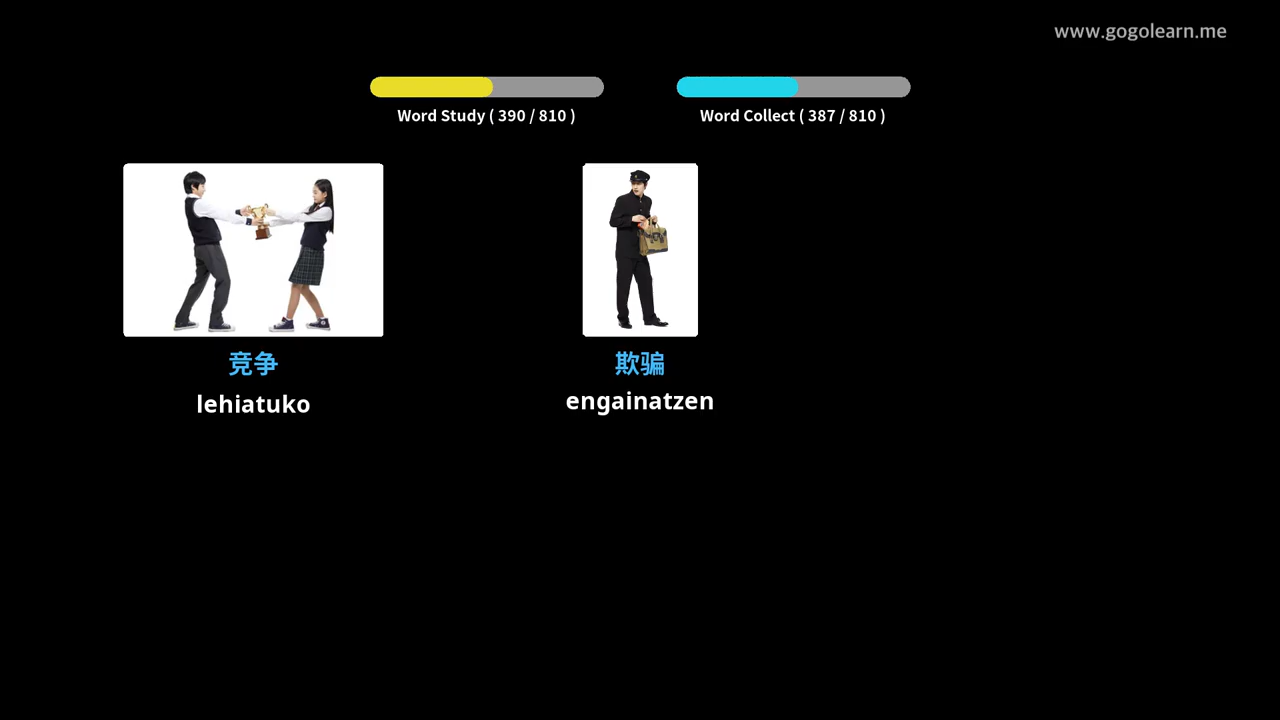 www.gogolearn.me
Word Study ( 390 / 810 )
Word Collect ( 387 / 810 )
竞争
lehiatuko
欺骗
engainatzen